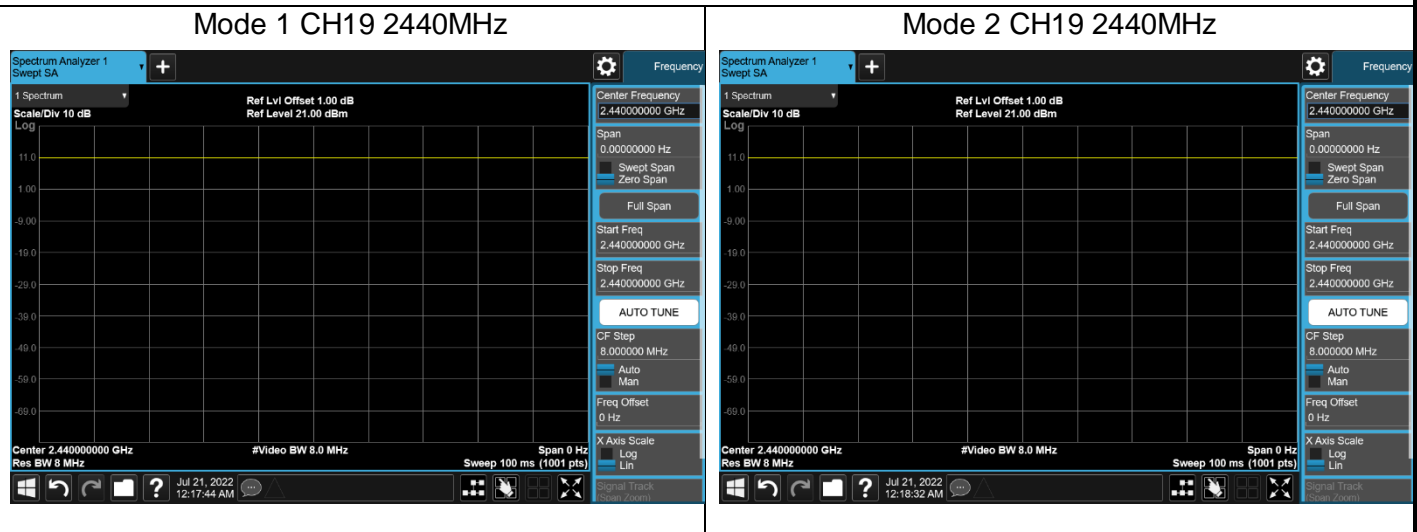 Mode 1 CH19 2440MHz
Spectrum Analyzer 1
Swept SA
Frequency
1 Spectrum
Scale/Div 10 dB
Log
Ref Lvl Offset 1.00 dB
Ref Level 21.00 dBm
11.0
1.00
-9.00
-19.0
-29.0
-39.0
-49.0
-59.0
-69.0
Center 2.440000000 GHz
#Video BW 8.0 MHz
Span 0 Hz
Res BW 8 MHz
Sweep 100 ms (1001 pts)
Center Frequency
2.440000000 GHz
Span
0.00000000 Hz
Swept Span
Zero Span
Full Span
Start Freq
2.440000000 GHz
Stop Freq
2.440000000 GHz
AUTO TUNE
CF Step
8.000000 MHz
Auto
Man
Freq Offset
0 Hz
X Axis Scale
Log
Lin
Signal Track
(Span Zoom)
?
Jul 21, 2022
12:17:44 AM
Mode 2 CH19 2440MHz
Spectrum Analyzer 1
Swept SA
Frequency
1 Spectrum
Scale/Div 10 dB
Log
Ref Lvl Offset 1.00 dB
Ref Level 21.00 dBm
11.0
1.00
-9.00
-19.0
-29.0
-39.0
-49.0
-59.0
-69.0
Center 2.440000000 GHz
#Video BW 8.0 MHz
Span 0 Hz
Res BW 8 MHz
Sweep 100 ms (1001 pts)
Center Frequency
2.440000000 GHz
Span
0.00000000 Hz
Swept Span
Zero Span
Full Span
Start Freq
2.440000000 GHz
Stop Freq
2.440000000 GHz
AUTO TUNE
CF Step
8.000000 MHz
Auto
Man
Freq Offset
0 Hz
X Axis Scale
Log
Lin
Signal Track
(Span Zoom)
?
Jul 21, 2022
12:18:32 AM